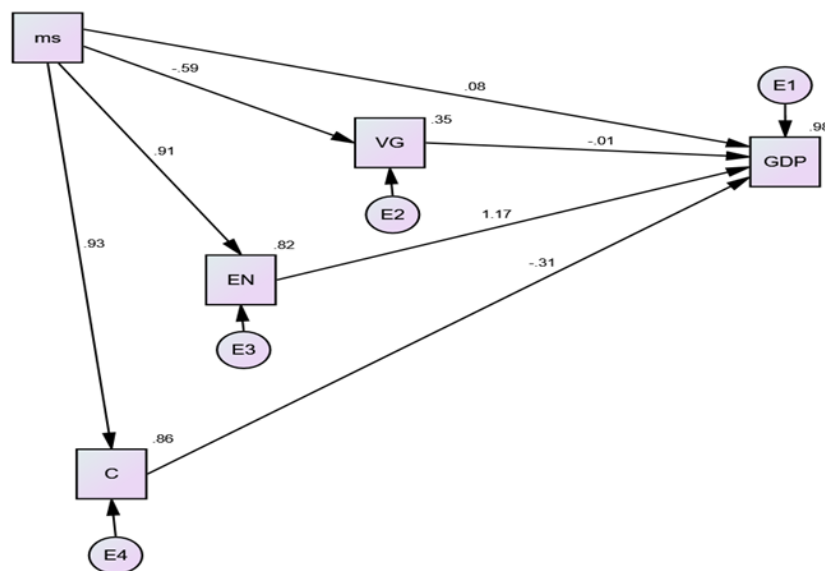 ms
E1
.08
-.59
.98
.35
VG
-.01
GDP
.91
E2
1.17
.93
.82
-.31
EN
E3
.86
C
E4